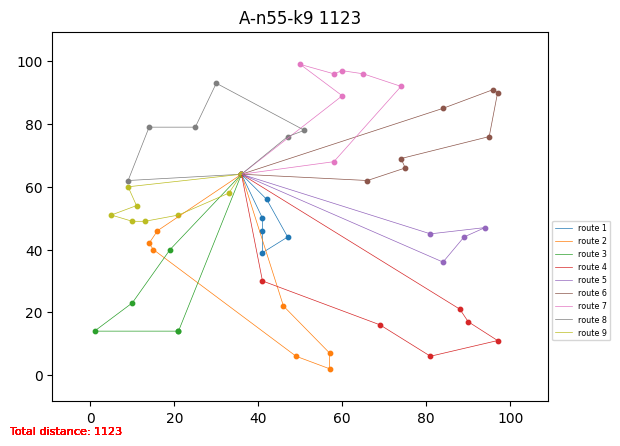 A-n55-k9 1123
100
80
60
40
20
0
0 20 40 60 80 100
route 1
route 2
route 3
route 4
route 5
route 6
route 7
route 8
route 9
Total distance: 1123